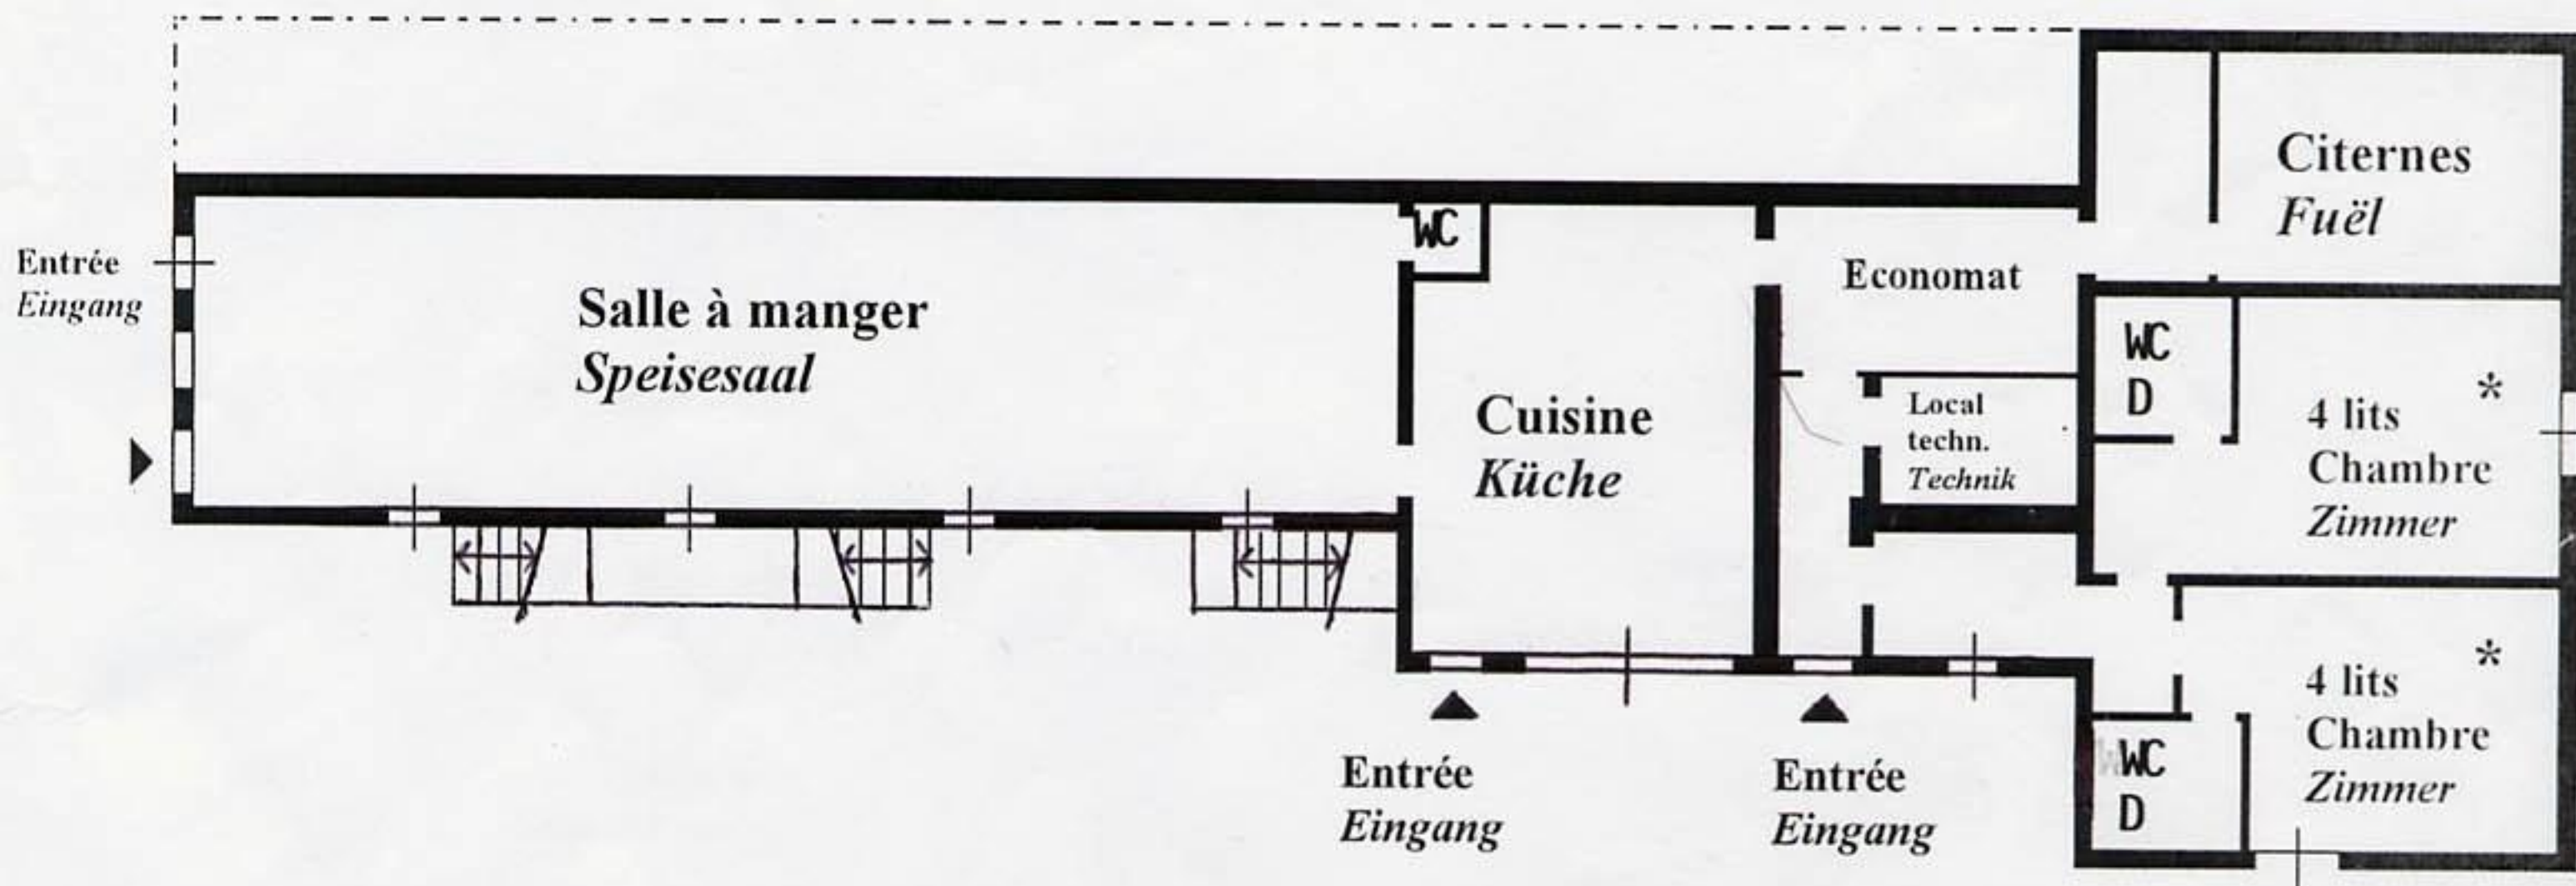 Entrée
Eingang
Salle à manger
Speisesaal
WC
Cuisine
Küche
Economat
Local
techn.
Technik
Citernes
Fuël
WC
D
4 lits *
Chambre
Zimmer
4 lits *
Chambre
Zimmer
WC
D
Entrée
Eingang
Entrée
Eingang